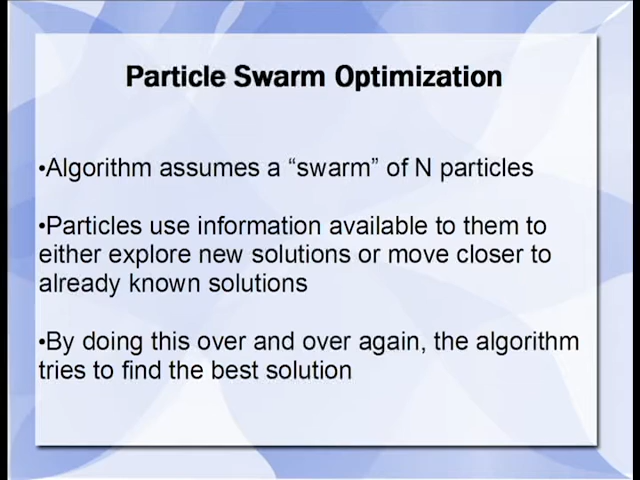 Particle Swarm Optimization
•Algorithm assumes a “swarm” of N particles
•Particles use information available to them to
either explore new solutions or move closer to
already known solutions
•By doing this over and over again, the algorithm
tries to find the best solution